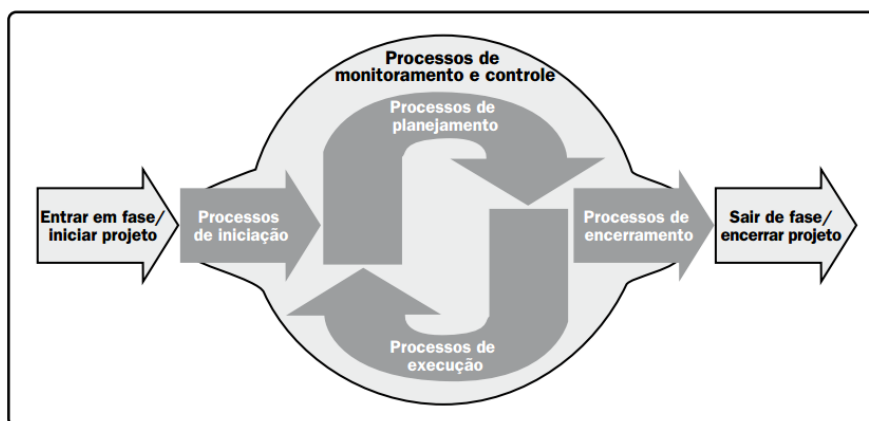 Processos de
monitoramento e controle
Processos de
planejamento
Entrar em fase/
iniciar projeto
Processos
de iniciação
Processos de
encerramento
Sair de fase/
encerrar projeto
Processos de
execução